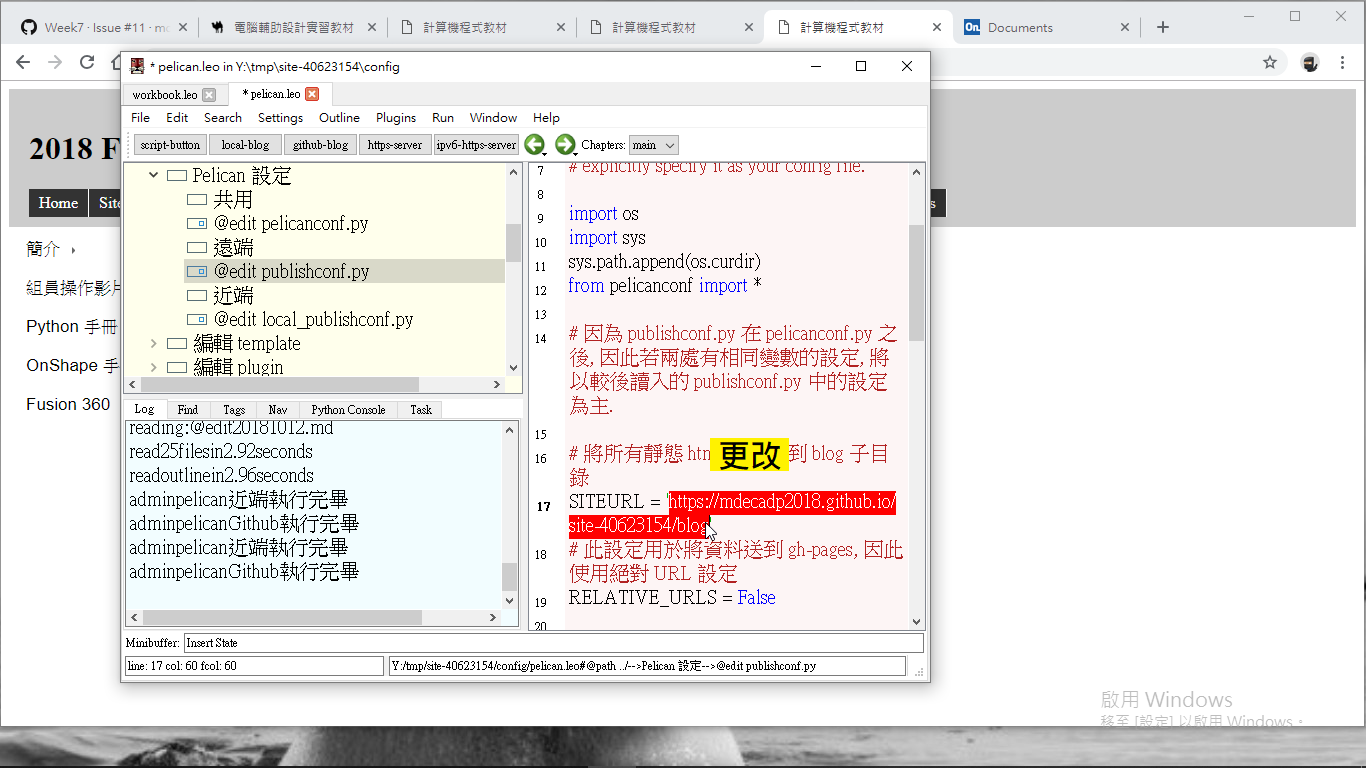 Week7 · Issue #11 · md
電腦輔助設計實習教材
計算機程式教材
計算機程式教材
計算機程式教材
On.
Documents
2018 F
Home
Site
s
簡介
組員操作影片
Python 手冊
OnShape 手
Fusion 360
* pelican.leo in Y:\tmp\site-40623154\config
workbook.leo
* pelican.leo
File Edit Search Settings Outline Plugins Run Window Help
script-button local-blog github-blog https-server ipv6-https-server Chapters: main
Pelican 設定
共用
@edit pelicanconf.py
遠端
@edit publishconf.py
近端
@edit local_publishconf.py
編輯 template
編輯 plugin
Log Find Tags Nav Python Console Task
reading:@edit20181012.md
read25filesin2.92seconds
readoutlinein2.96seconds
adminpelican近端執行完畢
adminpelicanGithub執行完畢
adminpelican近端執行完畢
adminpelicanGithub執行完畢
7 # explicitly specify it as your config file.
8
9 import os
10 import sys
11 sys.path.append(os.curdir)
12 from pelicanconf import *
13
14 # 因為 publishconf.py 在 pelicanconf.py 之
後, 因此若兩處有相同變數的設定, 將
以較後讀入的 publishconf.py 中的設定
為主.
15
16 # 將所有靜態 htm 更改 到 blog 子目
錄
17 SITEURL = 'https://mdecadp2018.github.io/
site-40623154/blog
18 # 此設定用於將資料送到 gh-pages, 因此
使用絕對 URL 設定
19 RELATIVE_URLS = False
20
Minibuffer: Insert State
line: 17 col: 60 fcol: 60
Y:/tmp/site-40623154/config/pelican.leo#@path ../-->Pelican 設定-->@edit publishconf.py
啟用 Windows
移至 [設定] 以啟用 Windows。